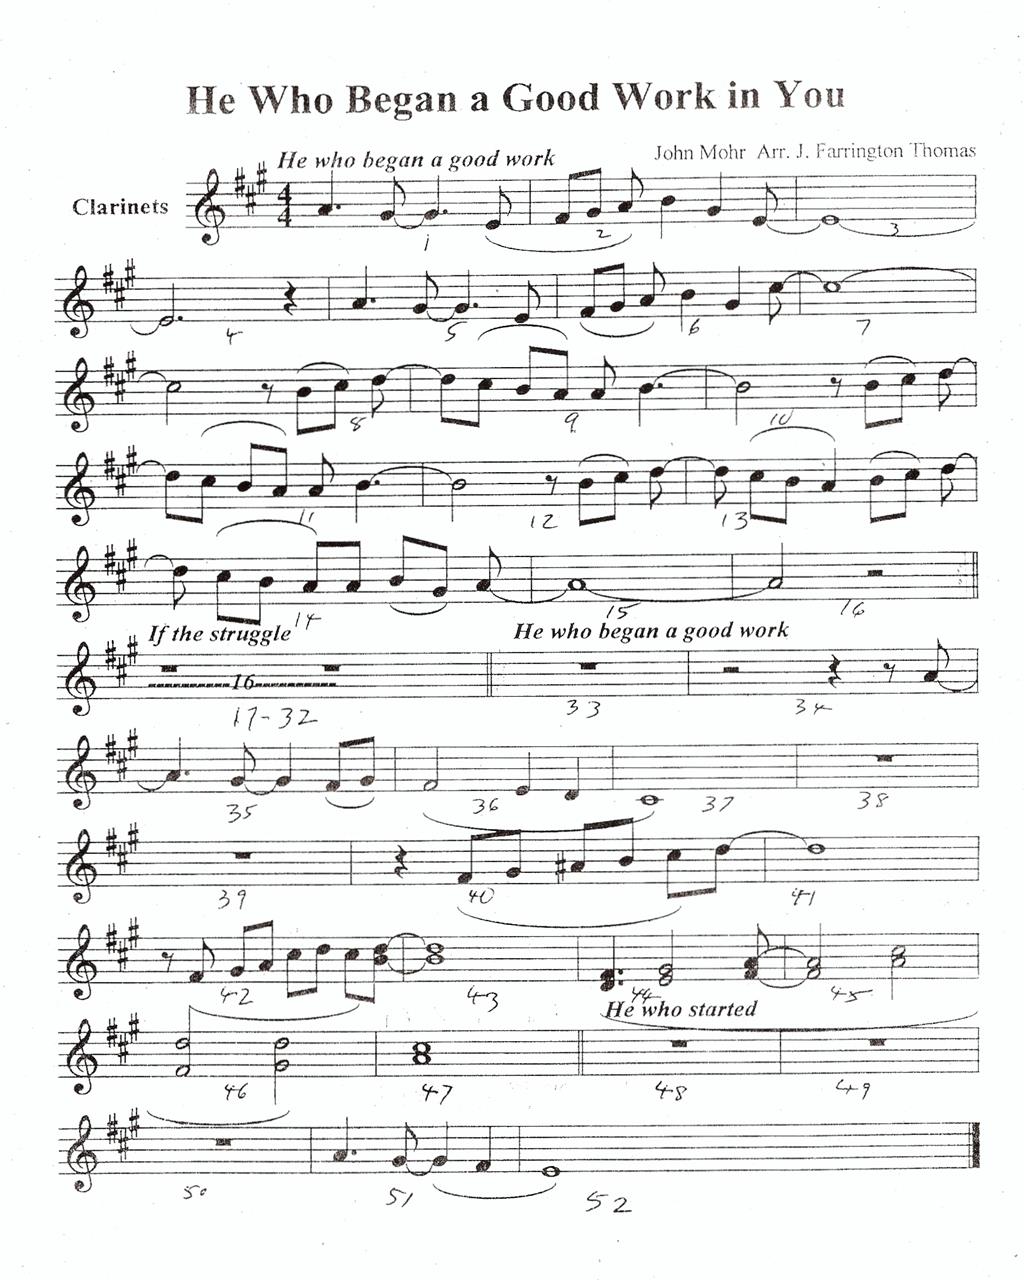 He Who Began a Good Work in You
John Mohr Arr. J. Farrington Thomas
He who began a good work
Clarinets
4
4
1 2 3
4 5 6 7
8 9 10
11 12 13
14 15 16
If the struggle He who began a good work
16
17-32 33 34
35 36 37 38
39 40 41
42 43 44 45
He who started
46 47 48 49
50 51 52